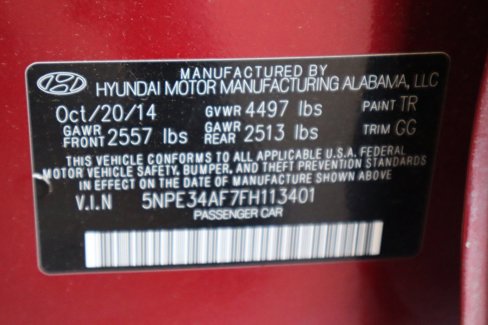 MANUFACTURED BY
HYUNDAI MOTOR MANUFACTURING ALABAMA, LLC
Oct/20/14 GVWR 4497 lbs PAINT TR
GAWR FRONT 2557 lbs GAWR REAR 2513 lbs TRIM GG
THIS VEHICLE CONFORMS TO ALL APPLICABLE U.S.A. FEDERAL
MOTOR VEHICLE SAFETY, BUMPER, AND THEFT PREVENTION STANDARDS
IN EFFECT ON THE DATE OF MANUFACTURE SHOWN ABOVE.
V.I.N 5NPE34AF7FH113401
PASSENGER CAR